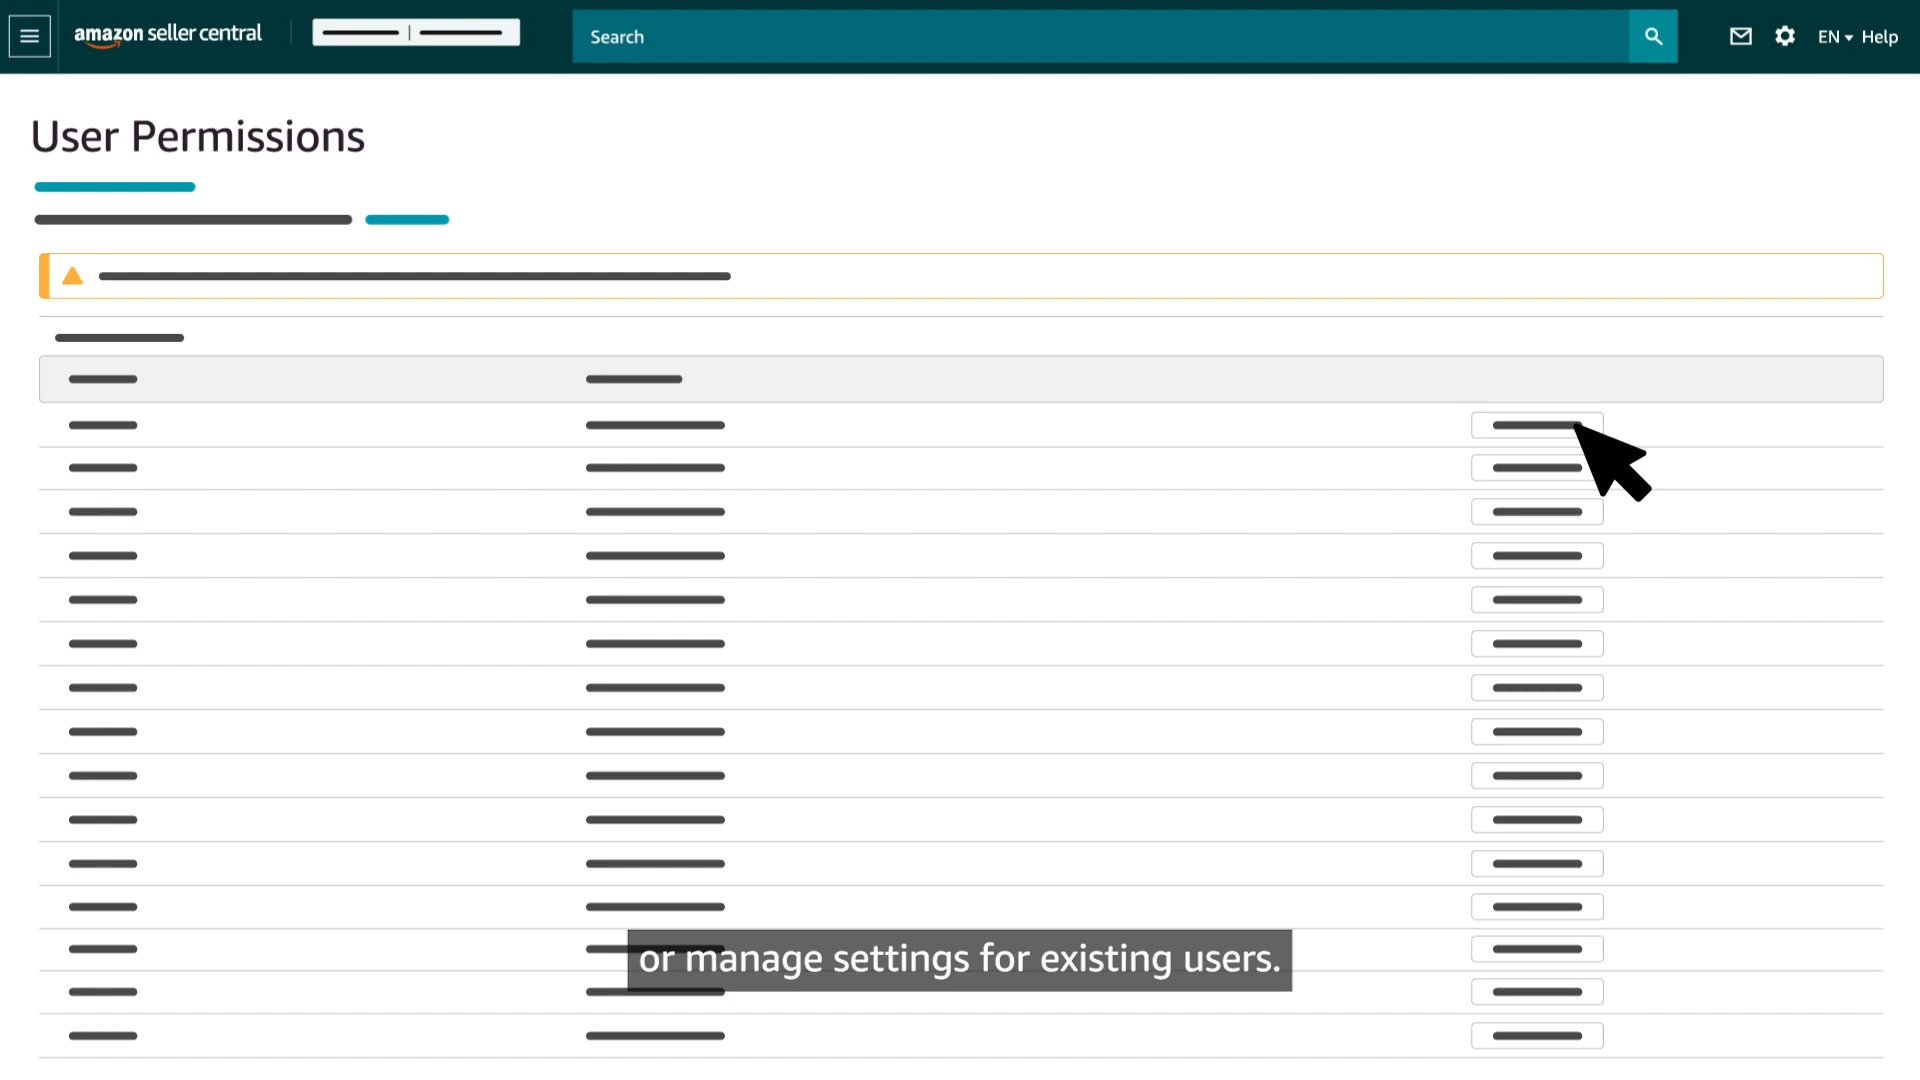 amazon seller central
Search
EN Help
User Permissions
or manage settings for existing users.